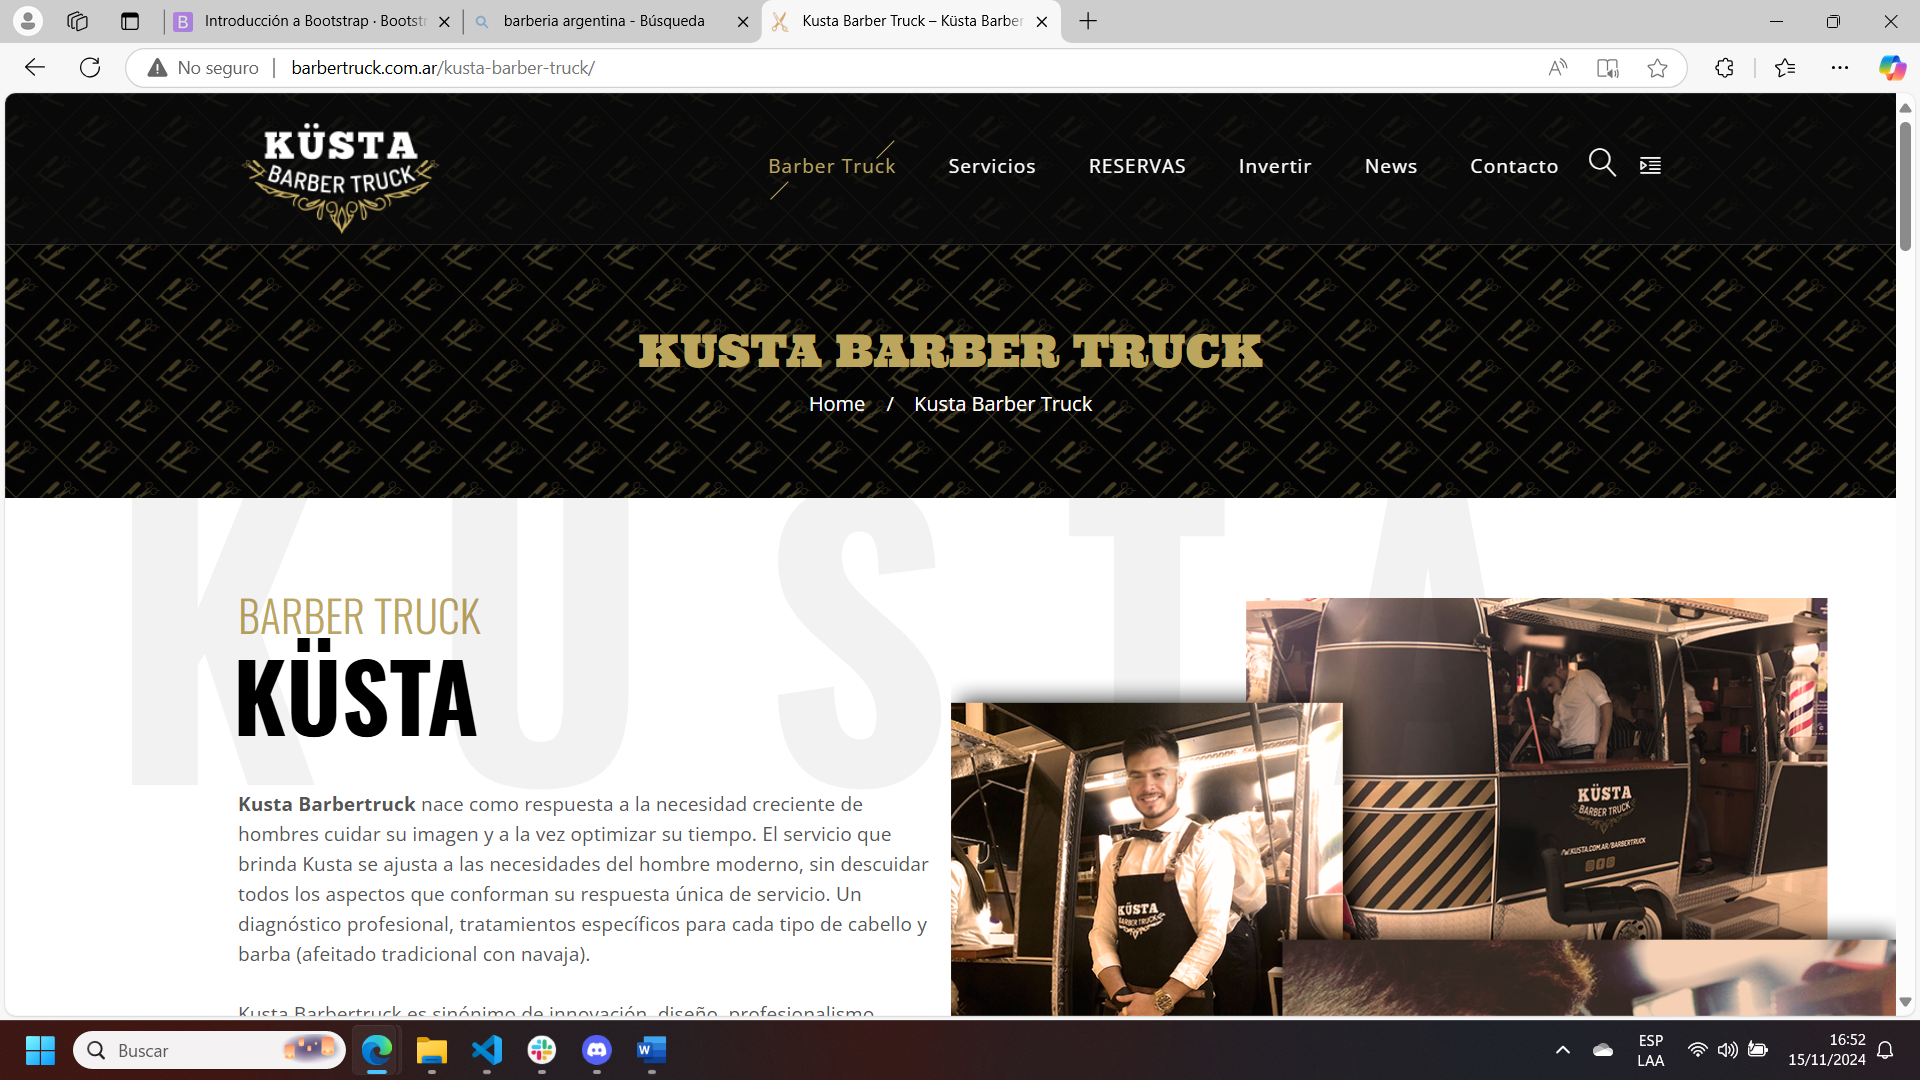 Introducción a Bootstrap · Bootstr
barberia argentina - Búsqueda
Kusta Barber Truck – Küsta Barber
No seguro
barbertruck.com.ar/kusta-barber-truck/
KÜSTA
BARBER TRUCK
Barber Truck
Servicios
RESERVAS
Invertir
News
Contacto
KUSTA BARBER TRUCK
Home / Kusta Barber Truck
KUSTA
BARBER TRUCK
KÜSTA
Kusta Barbertruck nace como respuesta a la necesidad creciente de
hombres cuidar su imagen y a la vez optimizar su tiempo. El servicio que
brinda Kusta se ajusta a las necesidades del hombre moderno, sin descuidar
todos los aspectos que conforman su respuesta única de servicio. Un
diagnóstico profesional, tratamientos específicos para cada tipo de cabello y
barba (afeitado tradicional con navaja).
Kusta Barbertruck es sinónimo de innovación, diseño, profesionalismo
KÜSTA
BARBER TRUCK
KÜSTA
BARBER TRUCK
Buscar
ESP
LAA
16:52
15/11/2024